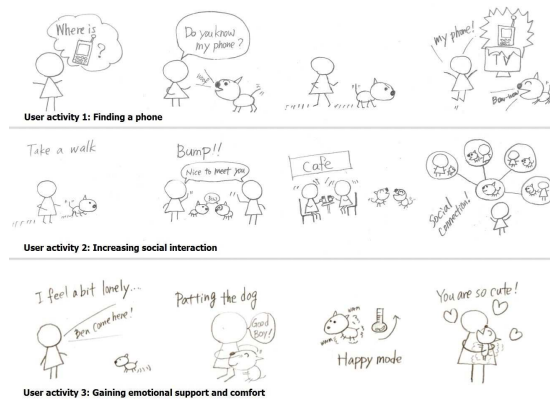 Where is
?
Do you know
my phone?
woof
my phone!
TV
Bow-wow
User activity 1: Finding a phone
Take a walk
Bump!!
Nice to meet you
Cafe
Social
Connection!
User activity 2: Increasing social interaction
I feel a bit lonely...
Ben come here!
Patting the dog
Good
Boy!
warm
warm
Happy mode
You are so cute!
User activity 3: Gaining emotional support and comfort